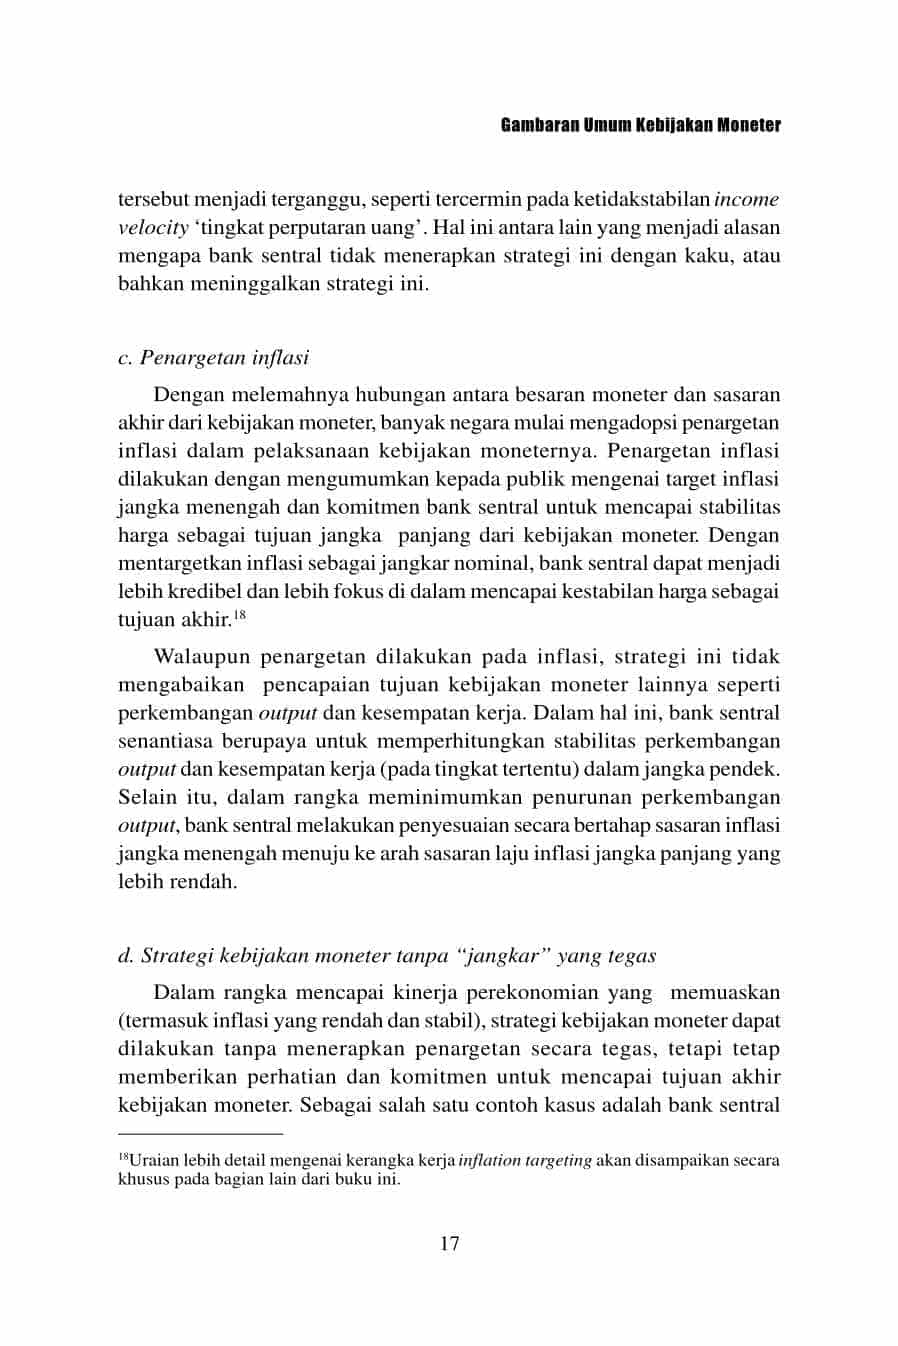 Gambaran Umum Kebijakan Moneter
tersebut menjadi terganggu, seperti tercermin pada ketidakstabilan income
velocity ‘tingkat perputaran uang’. Hal ini antara lain yang menjadi alasan
mengapa bank sentral tidak menerapkan strategi ini dengan kaku, atau
bahkan meninggalkan strategi ini.
c. Penargetan inflasi
Dengan melemahnya hubungan antara besaran moneter dan sasaran
akhir dari kebijakan moneter, banyak negara mulai mengadopsi penargetan
inflasi dalam pelaksanaan kebijakan moneternya. Penargetan inflasi
dilakukan dengan mengumumkan kepada publik mengenai target inflasi
jangka menengah dan komitmen bank sentral untuk mencapai stabilitas
harga sebagai tujuan jangka panjang dari kebijakan moneter. Dengan
mentargetkan inflasi sebagai jangkar nominal, bank sentral dapat menjadi
lebih kredibel dan lebih fokus di dalam mencapai kestabilan harga sebagai
tujuan akhir.¹⁸
Walaupun penargetan dilakukan pada inflasi, strategi ini tidak
mengabaikan pencapaian tujuan kebijakan moneter lainnya seperti
perkembangan output dan kesempatan kerja. Dalam hal ini, bank sentral
senantiasa berupaya untuk memperhitungkan stabilitas perkembangan
output dan kesempatan kerja (pada tingkat tertentu) dalam jangka pendek.
Selain itu, dalam rangka meminimumkan penurunan perkembangan
output, bank sentral melakukan penyesuaian secara bertahap sasaran inflasi
jangka menengah menuju ke arah sasaran laju inflasi jangka panjang yang
lebih rendah.
d. Strategi kebijakan moneter tanpa “jangkar” yang tegas
Dalam rangka mencapai kinerja perekonomian yang memuaskan
(termasuk inflasi yang rendah dan stabil), strategi kebijakan moneter dapat
dilakukan tanpa menerapkan penargetan secara tegas, tetapi tetap
memberikan perhatian dan komitmen untuk mencapai tujuan akhir
kebijakan moneter. Sebagai salah satu contoh kasus adalah bank sentral
¹⁸Uraian lebih detail mengenai kerangka kerja inflation targeting akan disampaikan secara
khusus pada bagian lain dari buku ini.
17